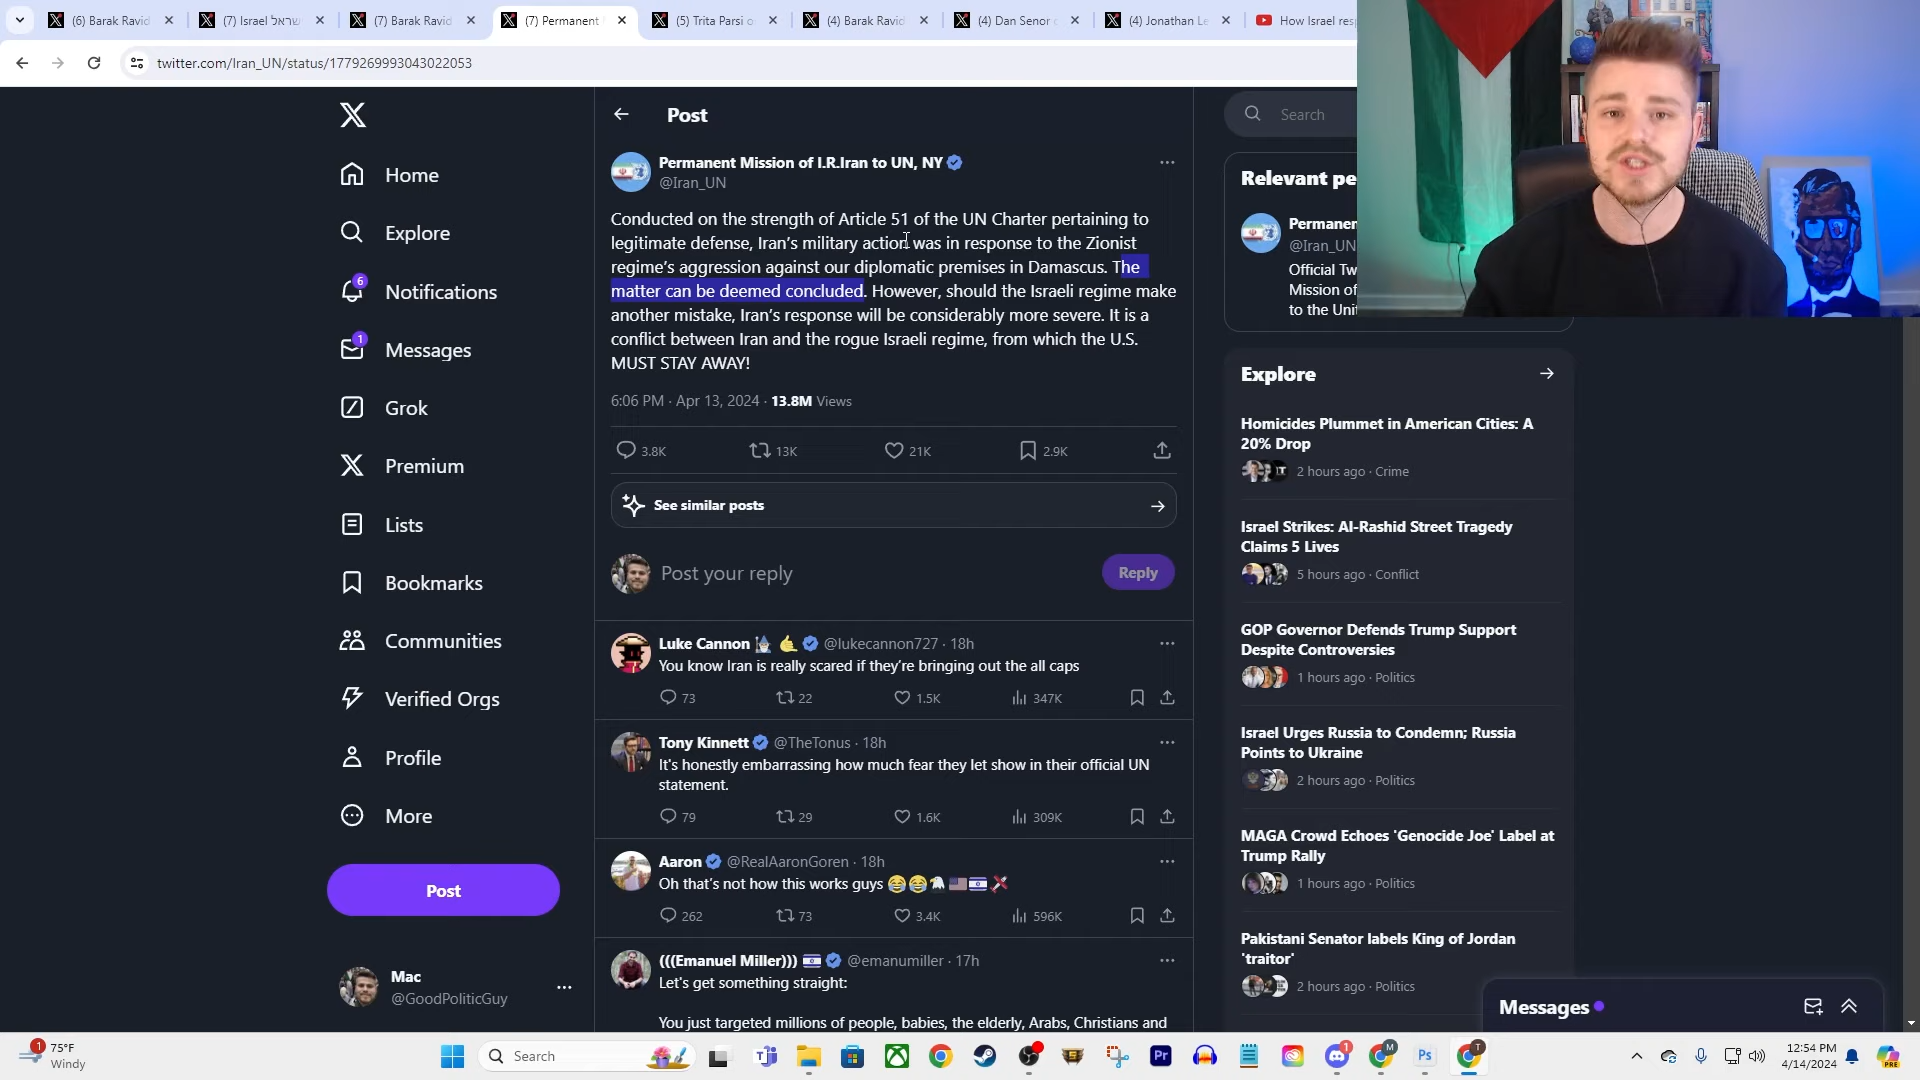 (6) Barak Ravid
(7) Israel ישראל
(7) Barak Ravid
(7) Permanent
(5) Trita Parsi o
(4) Barak Ravid
(4) Dan Senor
(4) Jonathan Le
How Israel res
twitter.com/Iran_UN/status/1779269993043022053
Post
Search
Home
Explore
6
Notifications
1
Messages
Grok
Premium
Lists
Bookmarks
Communities
Verified Orgs
Profile
More
Post
Mac
@GoodPoliticGuy
Permanent Mission of I.R.Iran to UN, NY
@Iran_UN
Conducted on the strength of Article 51 of the UN Charter pertaining to
legitimate defense, Iran's military action was in response to the Zionist
regime's aggression against our diplomatic premises in Damascus. The
matter can be deemed concluded. However, should the Israeli regime make
another mistake, Iran's response will be considerably more severe. It is a
conflict between Iran and the rogue Israeli regime, from which the U.S.
MUST STAY AWAY!
6:06 PM · Apr 13, 2024 · 13.8M Views
3.8K 13K 21K 2.9K
See similar posts
Post your reply
Reply
Luke Cannon @lukecannon727 · 18h
You know Iran is really scared if they're bringing out the all caps
73 22 1.5K 347K
Tony Kinnett @TheTonus · 18h
It's honestly embarrassing how much fear they let show in their official UN
statement.
79 29 1.6K 309K
Aaron @RealAaronGoren · 18h
Oh that's not how this works guys 😂😂🦅🇺🇸🇮🇱🚀
262 73 3.4K 596K
(((Emanuel Miller))) 🇮🇱 @emanumiller · 17h
Let's get something straight:
You just targeted millions of people, babies, the elderly, Arabs, Christians and
Relevant pe
Permanen
@Iran_UN
Official Tw
Mission of
to the Unit
Explore
Homicides Plummet in American Cities: A
20% Drop
2 hours ago · Crime
Israel Strikes: Al-Rashid Street Tragedy
Claims 5 Lives
5 hours ago · Conflict
GOP Governor Defends Trump Support
Despite Controversies
1 hours ago · Politics
Israel Urges Russia to Condemn; Russia
Points to Ukraine
2 hours ago · Politics
MAGA Crowd Echoes 'Genocide Joe' Label at
Trump Rally
1 hours ago · Politics
Pakistani Senator labels King of Jordan
'traitor'
2 hours ago · Politics
Messages
1
75°F
Windy
Search
Pr
1
M
Ps
T
12:54 PM
4/14/2024
PRE